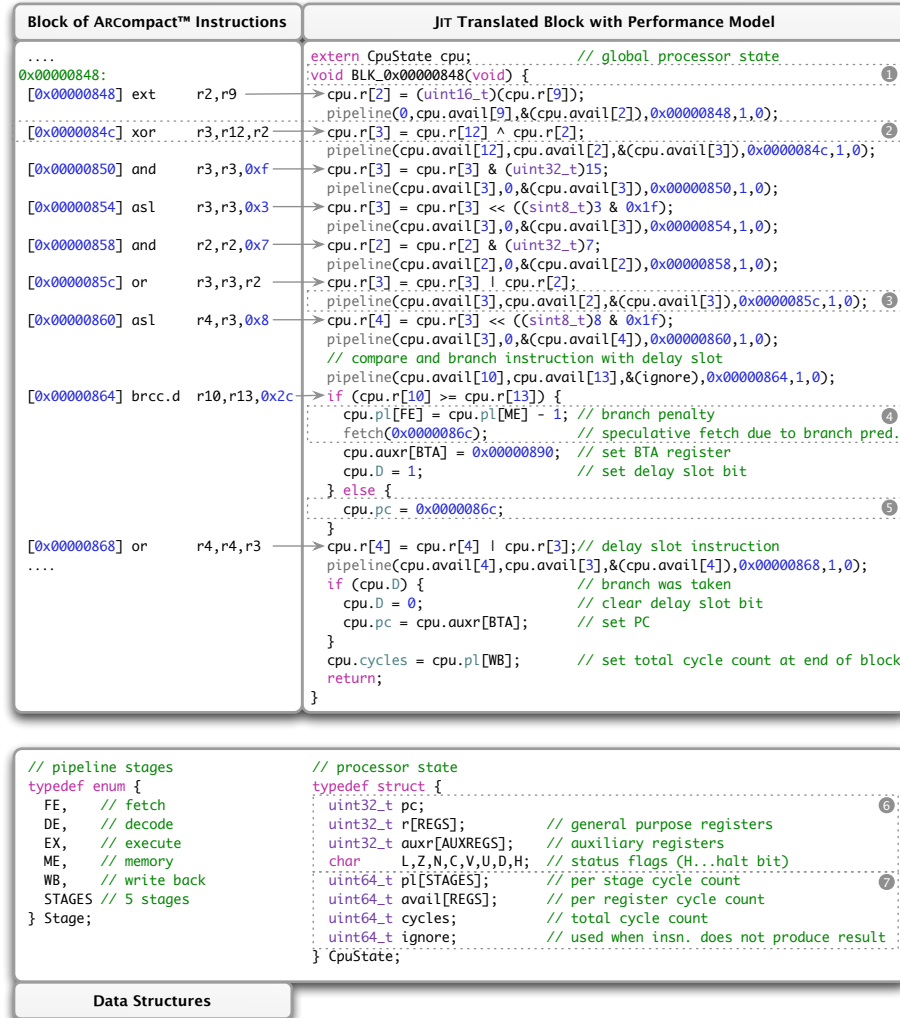 Block of ARCompact™ Instructions
JIT Translated Block with Performance Model
.... extern CpuState cpu; // global processor state
0x00000848: void BLK_0x00000848(void) { 1
[0x00000848] ext r2,r9 cpu.r[2] = (uint16_t)(cpu.r[9]);
pipeline(0,cpu.avail[9],&(cpu.avail[2]),0x00000848,1,0);
[0x0000084c] xor r3,r12,r2 cpu.r[3] = cpu.r[12] ^ cpu.r[2]; 2
pipeline(cpu.avail[12],cpu.avail[2],&(cpu.avail[3]),0x0000084c,1,0);
[0x00000850] and r3,r3,0xf cpu.r[3] = cpu.r[3] & (uint32_t)15;
pipeline(cpu.avail[3],0,&(cpu.avail[3]),0x00000850,1,0);
[0x00000854] asl r3,r3,0x3 cpu.r[3] = cpu.r[3] << ((sint8_t)3 & 0x1f);
pipeline(cpu.avail[3],0,&(cpu.avail[3]),0x00000854,1,0);
[0x00000858] and r2,r2,0x7 cpu.r[2] = cpu.r[2] & (uint32_t)7;
pipeline(cpu.avail[2],0,&(cpu.avail[2]),0x00000858,1,0);
[0x0000085c] or r3,r3,r2 cpu.r[3] = cpu.r[3] | cpu.r[2];
pipeline(cpu.avail[3],cpu.avail[2],&(cpu.avail[3]),0x0000085c,1,0); 3
[0x00000860] asl r4,r3,0x8 cpu.r[4] = cpu.r[3] << ((sint8_t)8 & 0x1f);
pipeline(cpu.avail[3],0,&(cpu.avail[4]),0x00000860,1,0);
// compare and branch instruction with delay slot
pipeline(cpu.avail[10],cpu.avail[13],&(ignore),0x00000864,1,0);
[0x00000864] brcc.d r10,r13,0x2c if (cpu.r[10] >= cpu.r[13]) {
cpu.pl[FE] = cpu.pl[ME] - 1; // branch penalty 4
fetch(0x0000086c); // speculative fetch due to branch pred.
cpu.auxr[BTA] = 0x00000890; // set BTA register
cpu.D = 1; // set delay slot bit
} else {
cpu.pc = 0x0000086c; 5
}
[0x00000868] or r4,r4,r3 cpu.r[4] = cpu.r[4] | cpu.r[3];// delay slot instruction
.... pipeline(cpu.avail[4],cpu.avail[3],&(cpu.avail[4]),0x00000868,1,0);
if (cpu.D) { // branch was taken
cpu.D = 0; // clear delay slot bit
cpu.pc = cpu.auxr[BTA]; // set PC
}
cpu.cycles = cpu.pl[WB]; // set total cycle count at end of block
return;
}
// pipeline stages
typedef enum {
FE, // fetch
DE, // decode
EX, // execute
ME, // memory
WB, // write back
STAGES // 5 stages
} Stage;
// processor state
typedef struct {
uint32_t pc; 6
uint32_t r[REGS]; // general purpose registers
uint32_t auxr[AUXREGS]; // auxiliary registers
char L,Z,N,C,V,U,D,H; // status flags (H...halt bit)
uint64_t pl[STAGES]; // per stage cycle count 7
uint64_t avail[REGS]; // per register cycle count
uint64_t cycles; // total cycle count
uint64_t ignore; // used when insn. does not produce result
} CpuState;
Data Structures